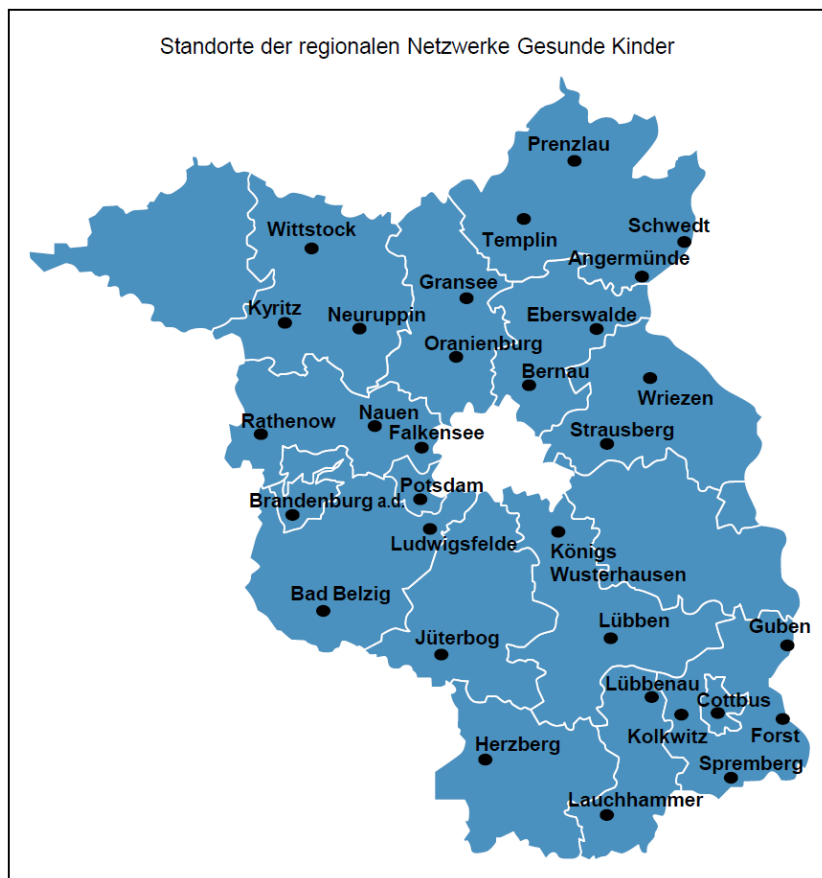 Standorte der regionalen Netzwerke Gesunde Kinder
Prenzlau
Wittstock
Templin
Schwedt
Angermünde
Gransee
Kyritz
Neuruppin
Eberswalde
Oranienburg
Bernau
Wriezen
Nauen
Rathenow
Falkensee
Strausberg
Potsdam
Brandenburg a.d.
Ludwigsfelde
Königs
Wusterhausen
Bad Belzig
Lübben
Guben
Jüterbog
Lübbenau
Cottbus
Kolkwitz
Forst
Herzberg
Spremberg
Lauchhammer